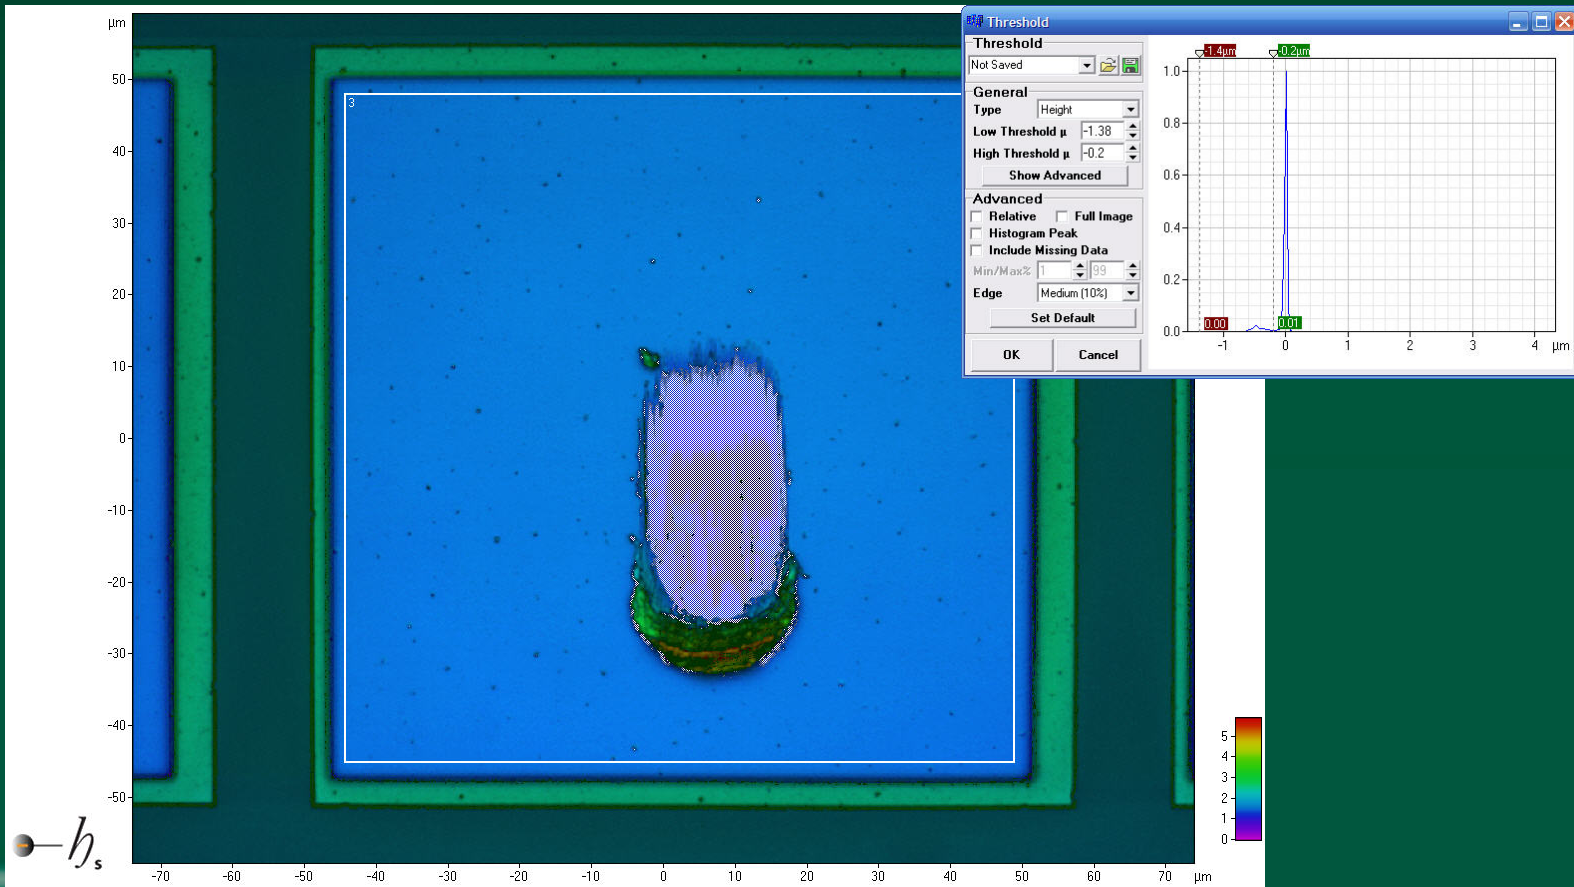 µm
50
40
30
20
10
0
-10
-20
-30
-40
-50
3
-70
-60
-50
-40
-30
-20
-10
0
10
20
30
40
50
60
70
µm
5
4
3
2
1
0
ℏs
Threshold
Threshold
Not Saved
General
Type Height
Low Threshold µ -1.38
High Threshold µ -0.2
Show Advanced
Advanced
Relative Full Image
Histogram Peak
Include Missing Data
Min/Max% 1 99
Edge Medium (10%)
Set Default
OK Cancel
-1.4µm -0.2µm
1.0
0.8
0.6
0.4
0.2
0.0
0.00 0.01
-1 0 1 2 3 4 µm